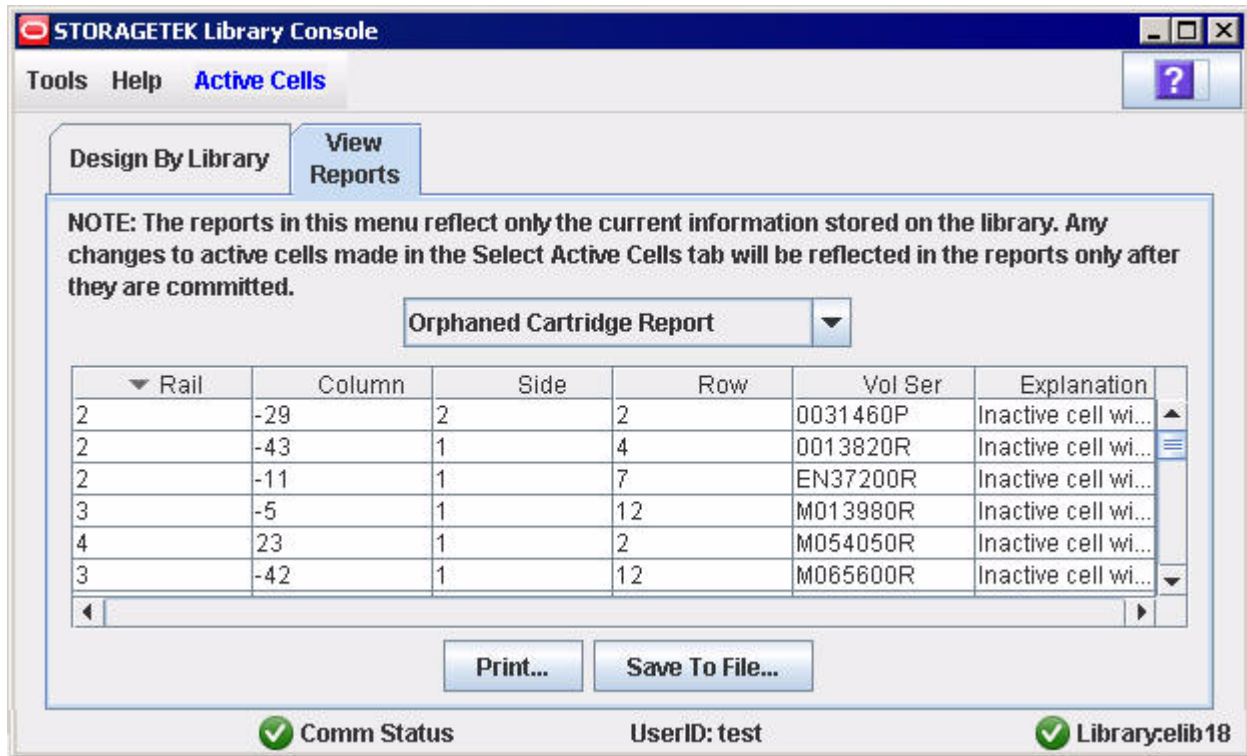 STORAGETEK Library Console
Tools Help Active Cells ?
Design By Library
View
Reports
NOTE: The reports in this menu reflect only the current information stored on the library. Any
changes to active cells made in the Select Active Cells tab will be reflected in the reports only after
they are committed.
Orphaned Cartridge Report
Rail Column Side Row Vol Ser Explanation
2 -29 2 2 0031460P Inactive cell wi...
2 -43 1 4 0013820R Inactive cell wi...
2 -11 1 7 EN37200R Inactive cell wi...
3 -5 1 12 M013980R Inactive cell wi...
4 23 1 2 M054050R Inactive cell wi...
3 -42 1 12 M065600R Inactive cell wi...
Print... Save To File...
Comm Status UserID: test Library:elib18